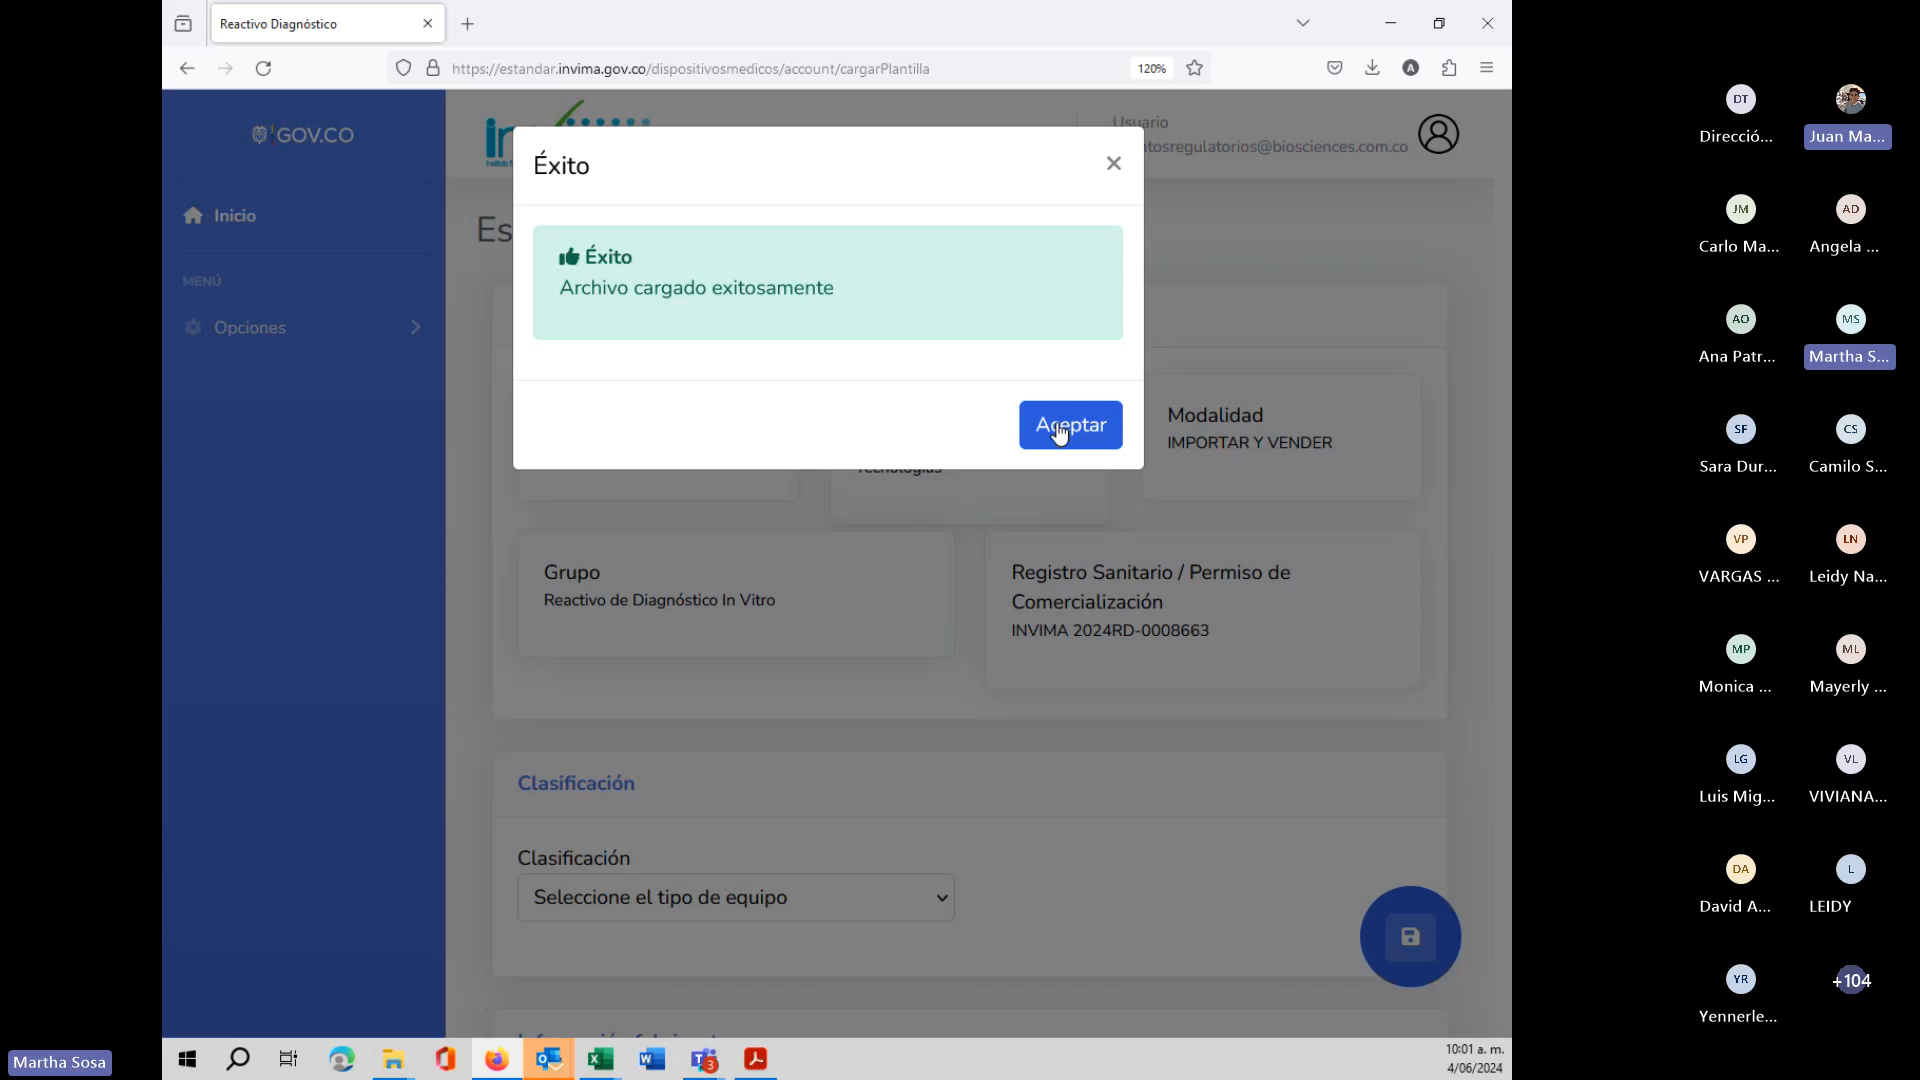 Reactivo Diagnóstico
https://estandar.invima.gov.co/dispositivosmedicos/account/cargarPlantilla
120%
A
GOV.CO
Inicio
MENÚ
Opciones
Usuario
tosregulatorios@biosciences.com.co
Es
Éxito
Éxito
Archivo cargado exitosamente
Aceptar
Modalidad
IMPORTAR Y VENDER
Grupo
Reactivo de Diagnóstico In Vitro
Registro Sanitario / Permiso de
Comercialización
INVIMA 2024RD-0008663
Clasificación
Clasificación
Seleccione el tipo de equipo
DT
Direcció...
Juan Ma...
JM
Carlo Ma...
AD
Angela ...
AO
Ana Patr...
MS
Martha S...
SF
Sara Dur...
CS
Camilo S...
VP
VARGAS ...
LN
Leidy Na...
MP
Monica ...
ML
Mayerly ...
LG
Luis Mig...
VL
VIVIANA...
DA
David A...
L
LEIDY
YR
Yennerle...
+104
Martha Sosa
3
10:01 a. m.
4/06/2024